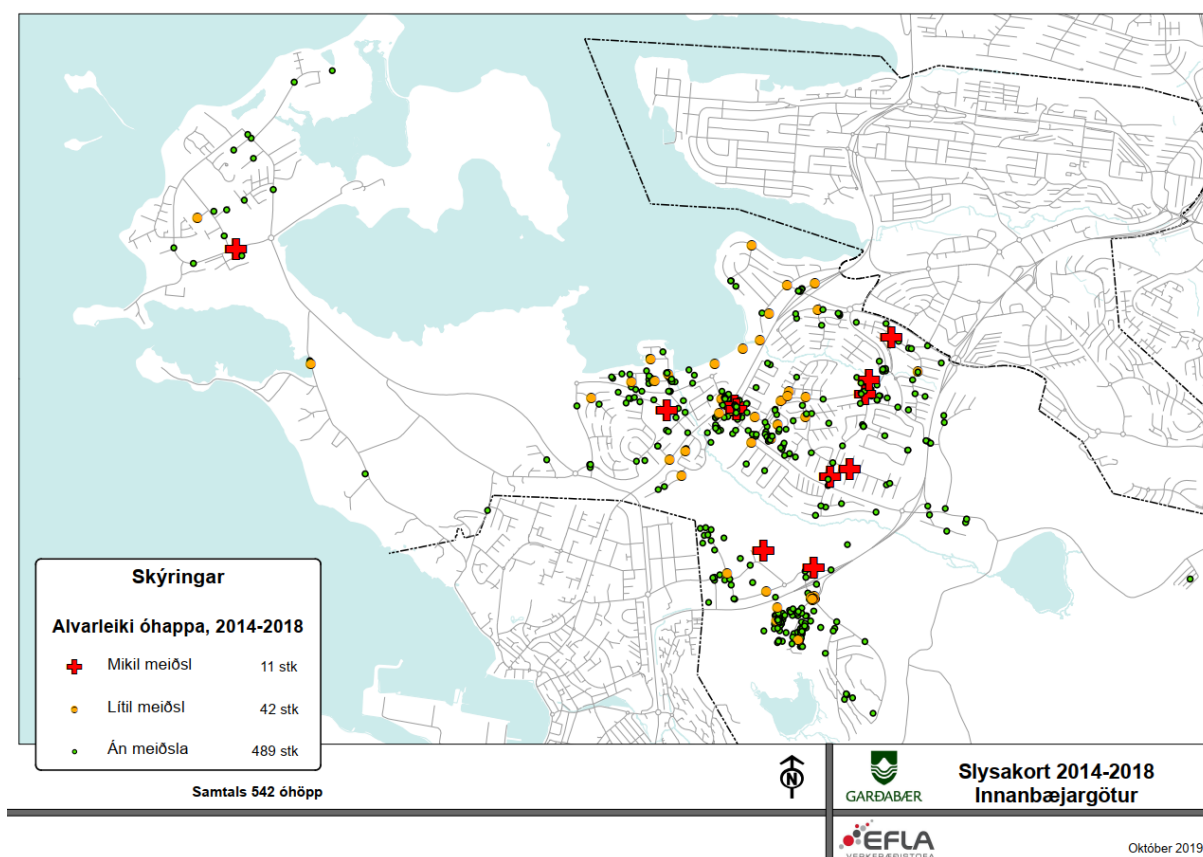 Skýringar
Alvarleiki óhappa, 2014-2018
Mikil meiðsl 11 stk
Lítil meiðsl 42 stk
Án meiðsla 489 stk
Samtals 542 óhöpp
N
GARÐABÆR
Slysakort 2014-2018
Innanbæjargötur
EFLA
VERKFRÆÐISTOFA
Október 2019